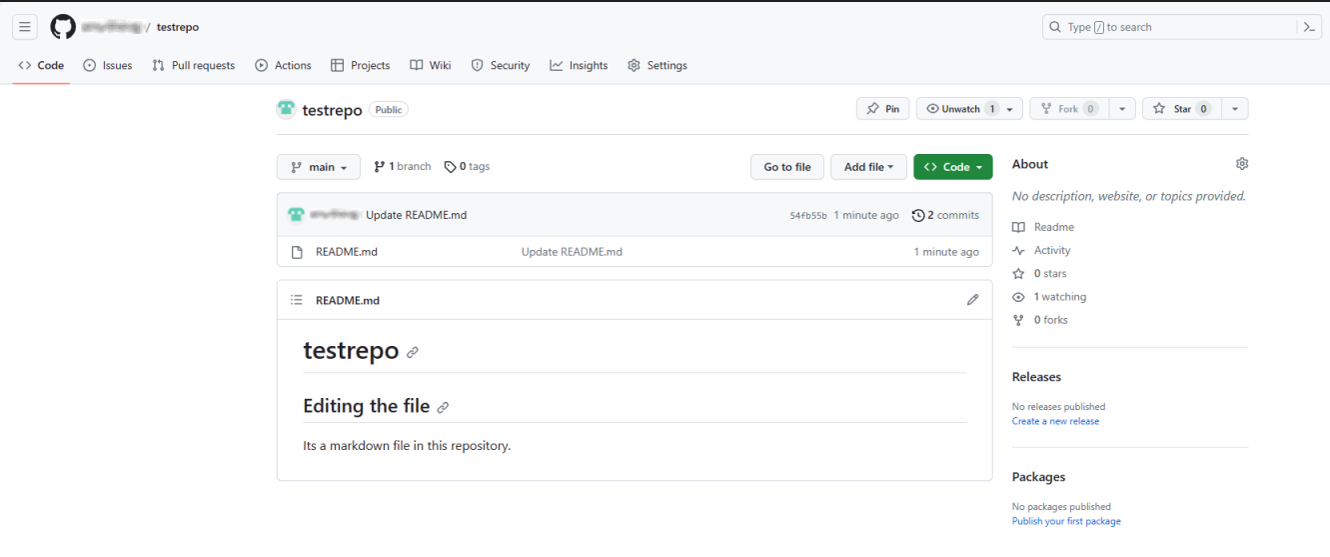 / testrepo
Type / to search
Code Issues Pull requests Actions Projects Wiki Security Insights Settings
testrepo Public
Pin Unwatch 1 Fork 0 Star 0
main 1 branch 0 tags Go to file Add file Code
Update README.md 54fb55b 1 minute ago 2 commits
README.md Update README.md 1 minute ago
README.md
testrepo
Editing the file
Its a markdown file in this repository.
About
No description, website, or topics provided.
Readme
Activity
0 stars
1 watching
0 forks
Releases
No releases published
Create a new release
Packages
No packages published
Publish your first package